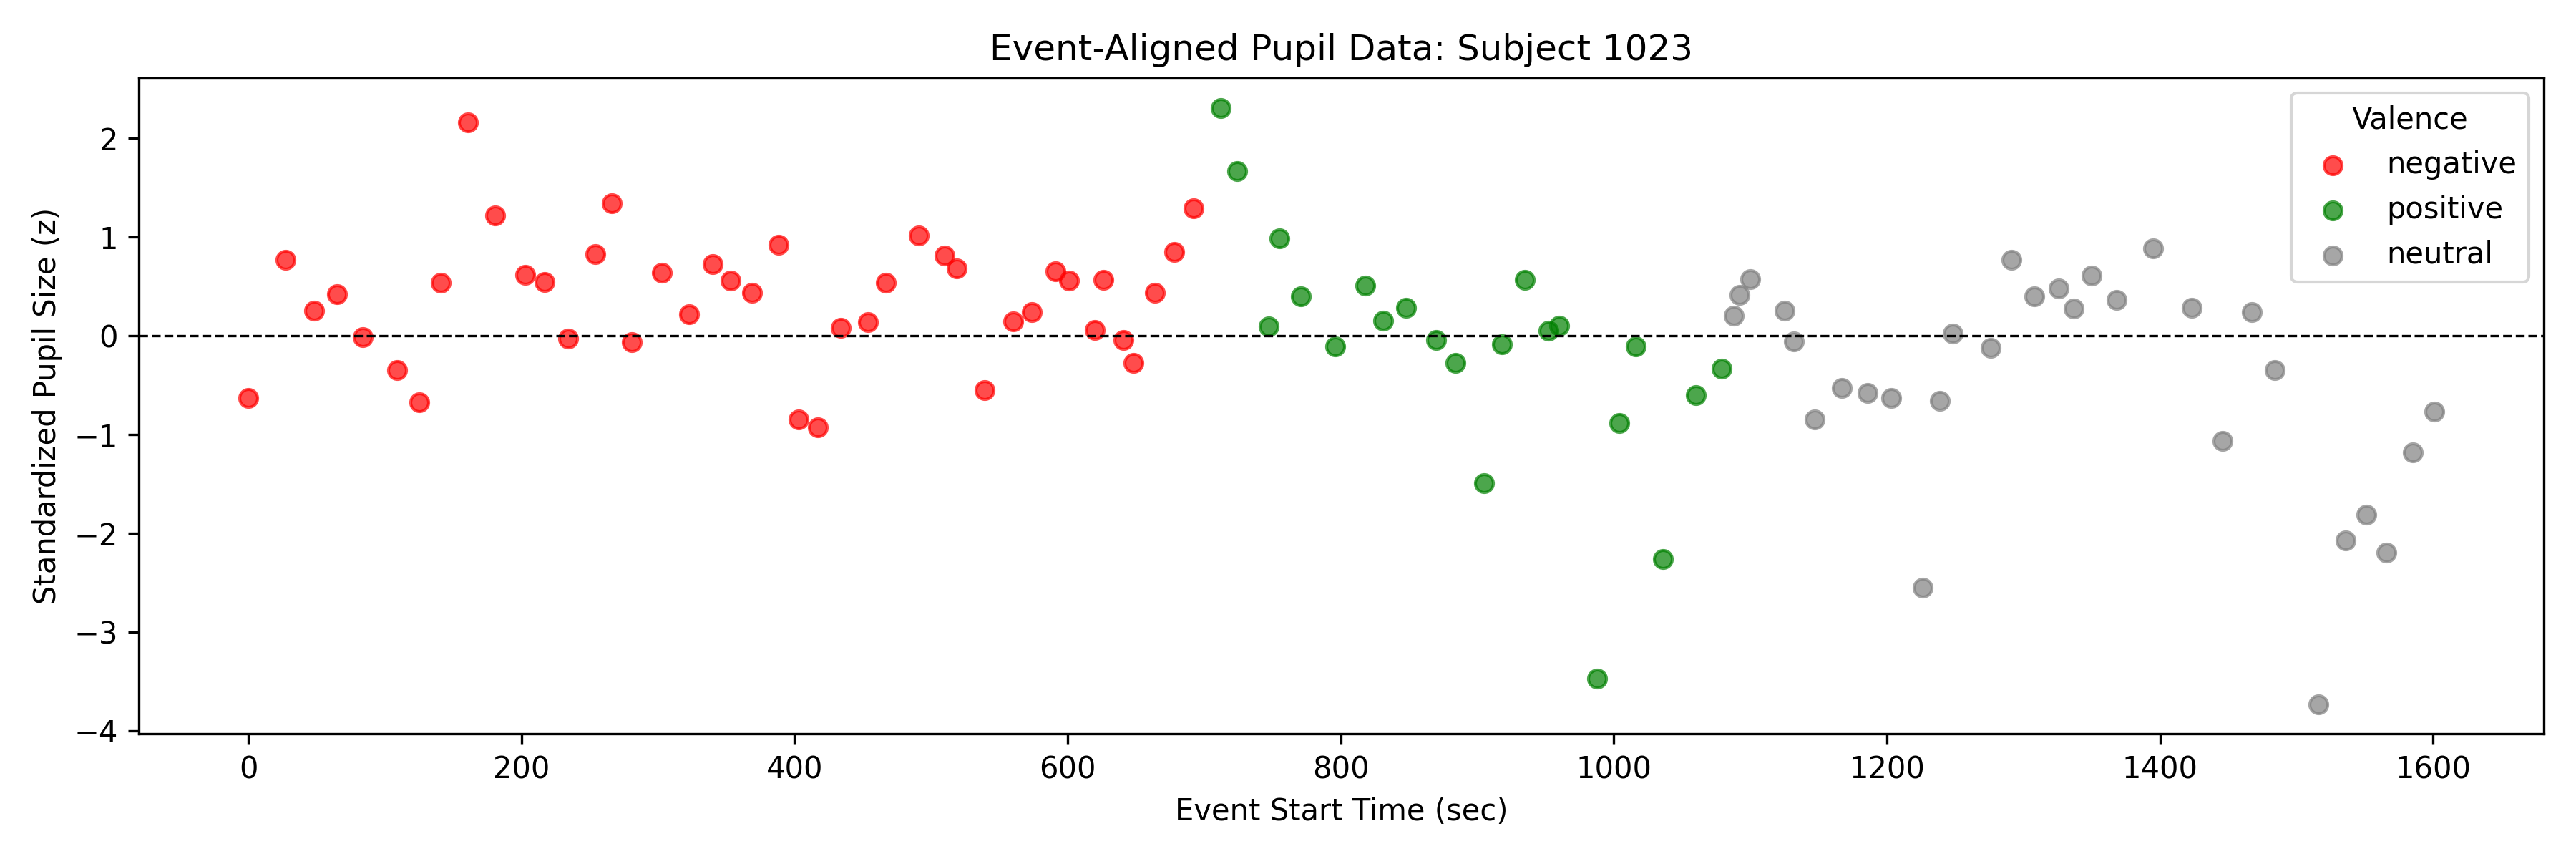 Event-Aligned Pupil Data: Subject 1023
Standardized Pupil Size (z)
2
1
0
−1
−2
−3
−4
Valence
negative
positive
neutral
0 200 400 600 800 1000 1200 1400 1600
Event Start Time (sec)